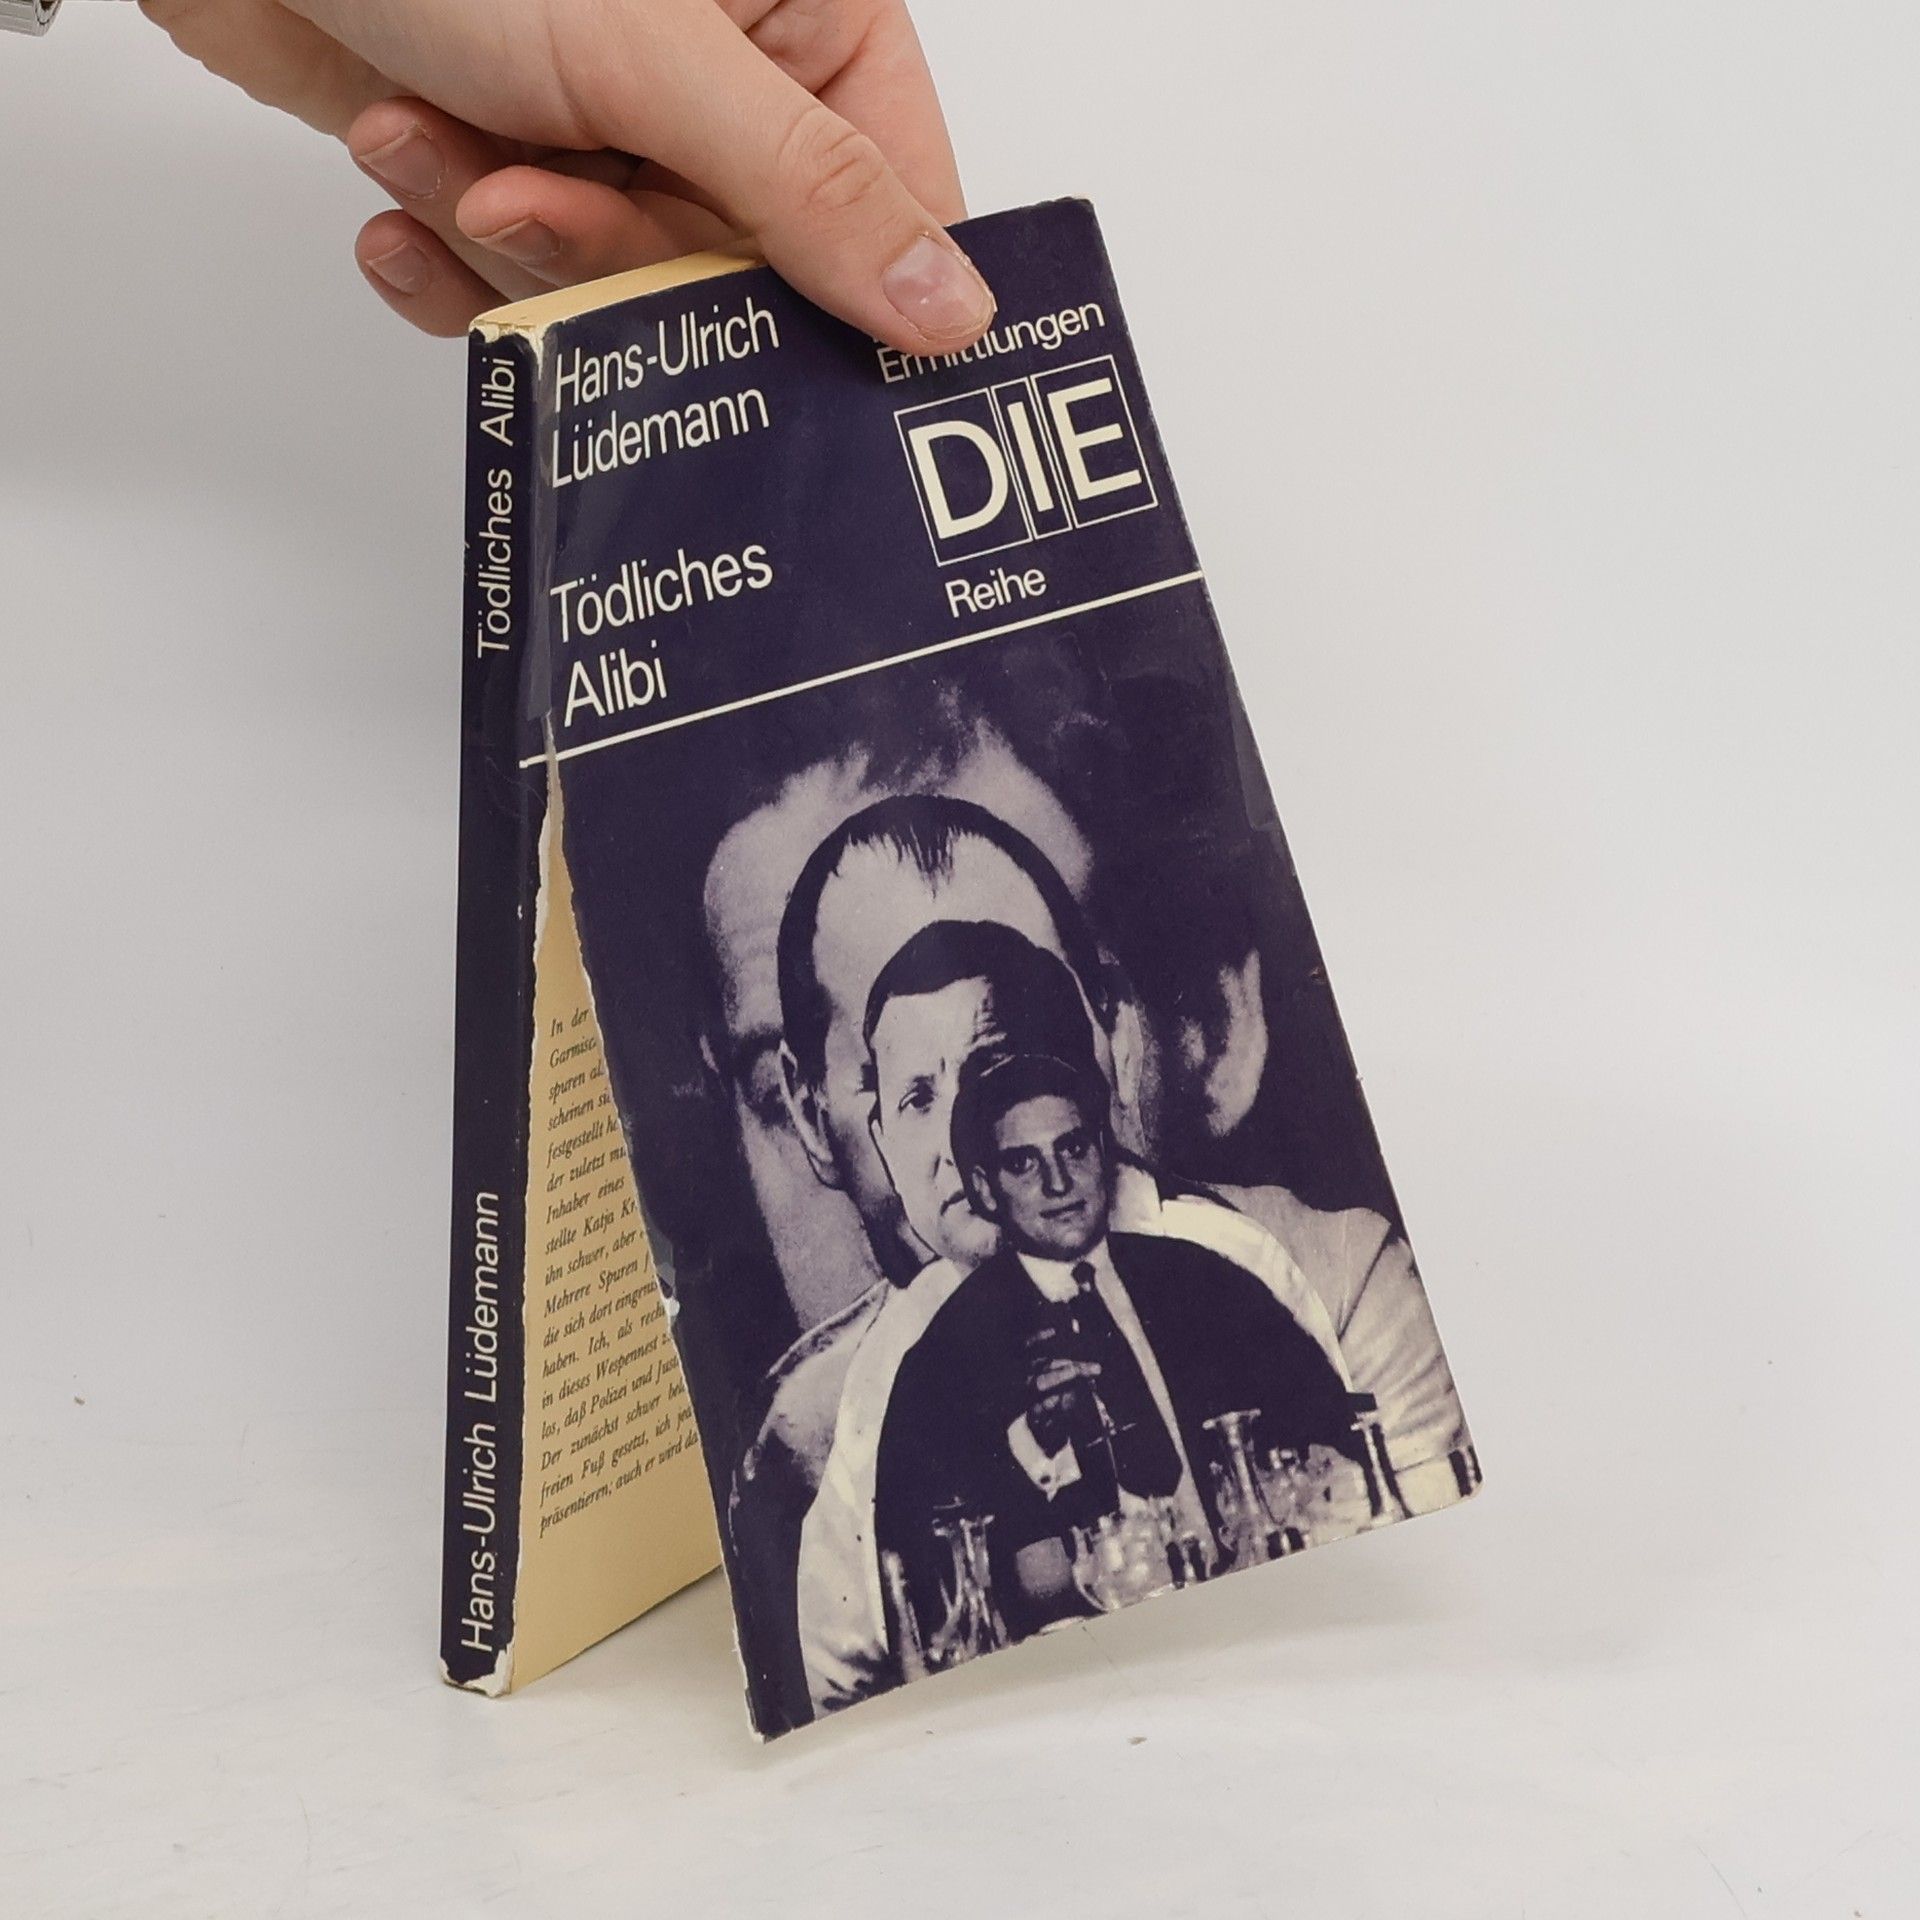 Hans-Ulrich
Lüdemann
Tödliches
Alibi
Ermittlungen
DIE
Reihe
Tödliches Alibi
Hans-Ulrich Lüdemann
In der
spuren
scheinen
festgestellt
der zuletzt
Inhaber eines
stellte Katja
ihn schwer, aber
Mehrere Spuren
die sich dort
haben. Ich, als
in dieses Wespennest
los, daß Polizei und
Der zunächst schwer
freien Fuß gesetzt, ich
präsentieren; auch er wird